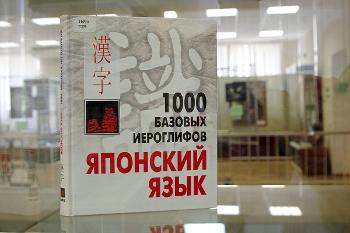 漢字
1000
БАЗОВЫХ
ИЕРОГЛИФОВ
ЯПОНСКИЙ
ЯЗЫК